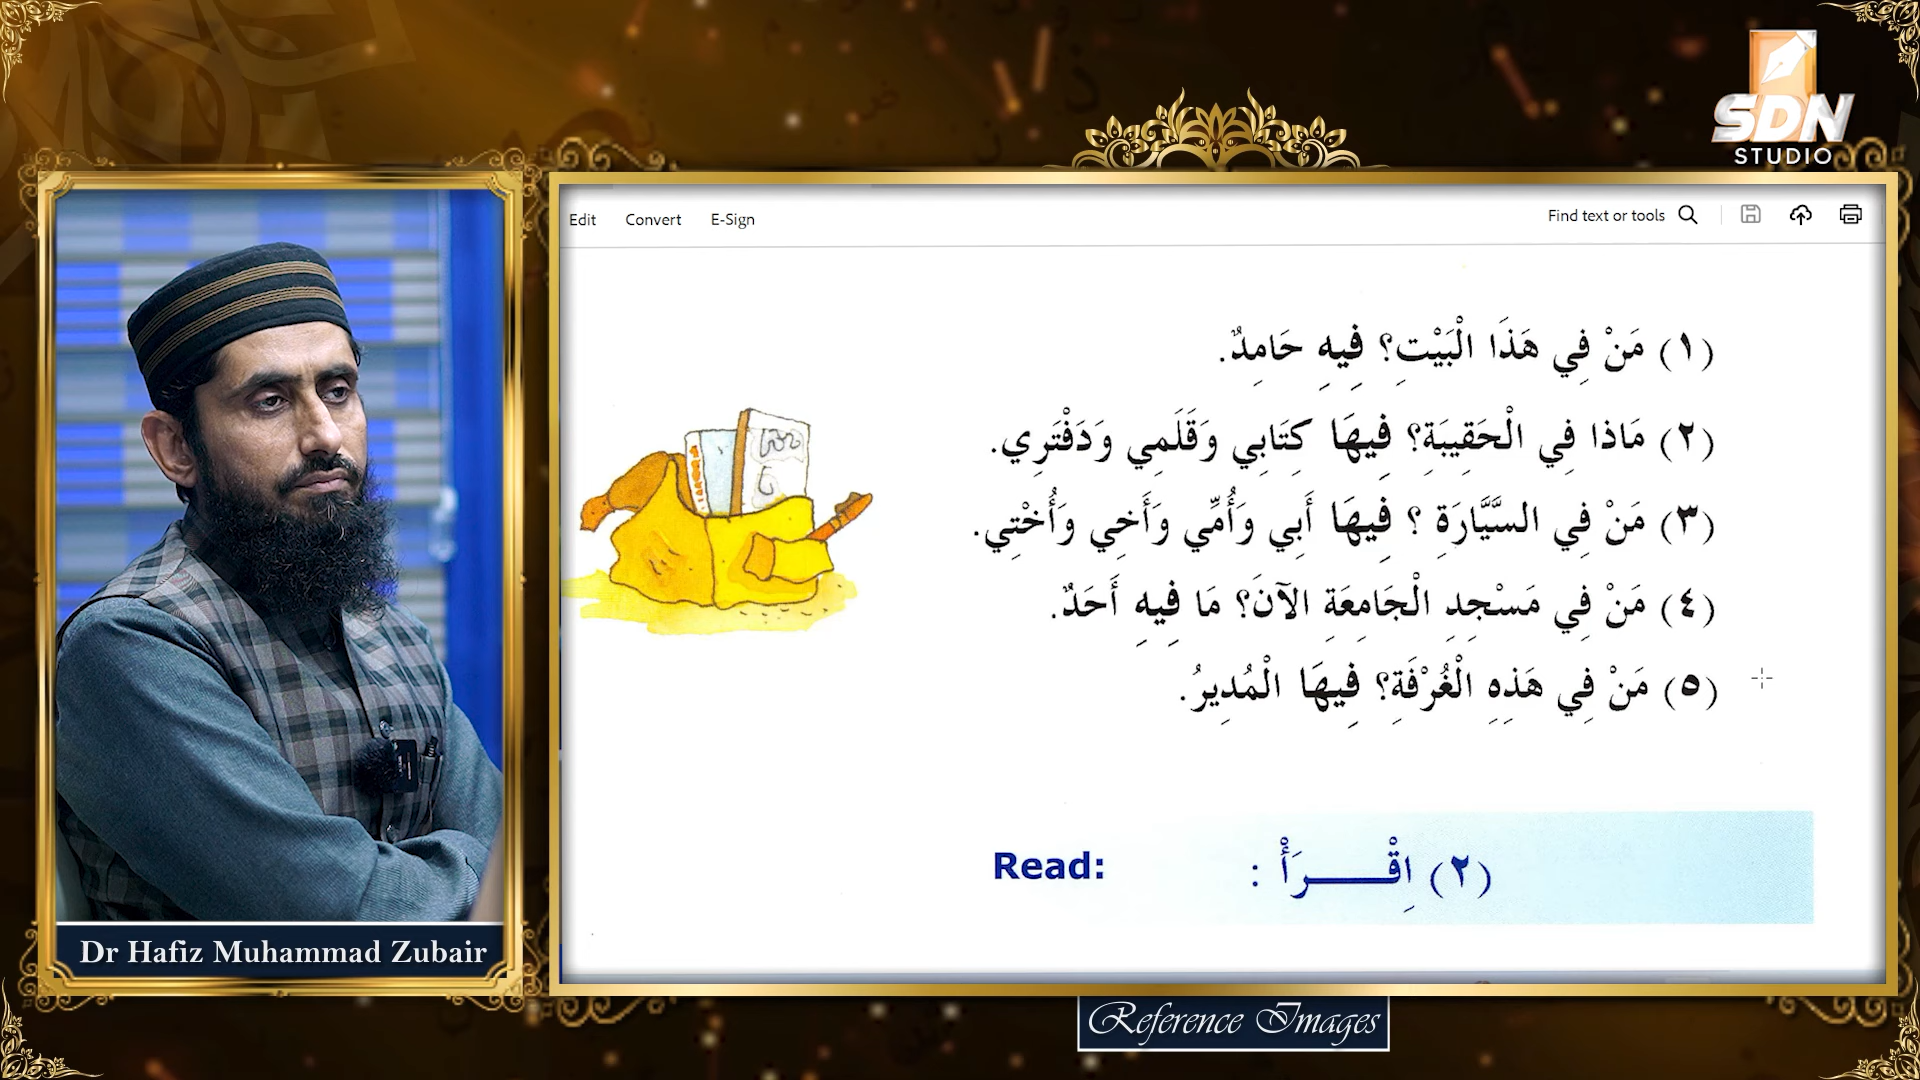 SDN
STUDIO
Edit Convert E-Sign
Find text or tools
(١) مَنْ فِي هَذَا الْبَيْتِ؟ فِيهِ حَامِدٌ.
(٢) مَاذا فِي الْحَقِيبَةِ؟ فِيهَا كِتَابِي وَقَلَمِي وَدَفْتَرِي.
(٣) مَنْ فِي السَّيَّارَةِ ؟ فِيهَا أَبِي وَأُمِّي وَأَخِي وَأُخْتِي.
(٤) مَنْ فِي مَسْجِدِ الْجَامِعَةِ الآنَ؟ مَا فِيهِ أَحَدٌ.
(٥) مَنْ فِي هَذِهِ الْغُرْفَةِ؟ فِيهَا الْمُدِيرُ.
(٢) اِقْـــرَأْ :
Read:
Dr Hafiz Muhammad Zubair
Reference Images